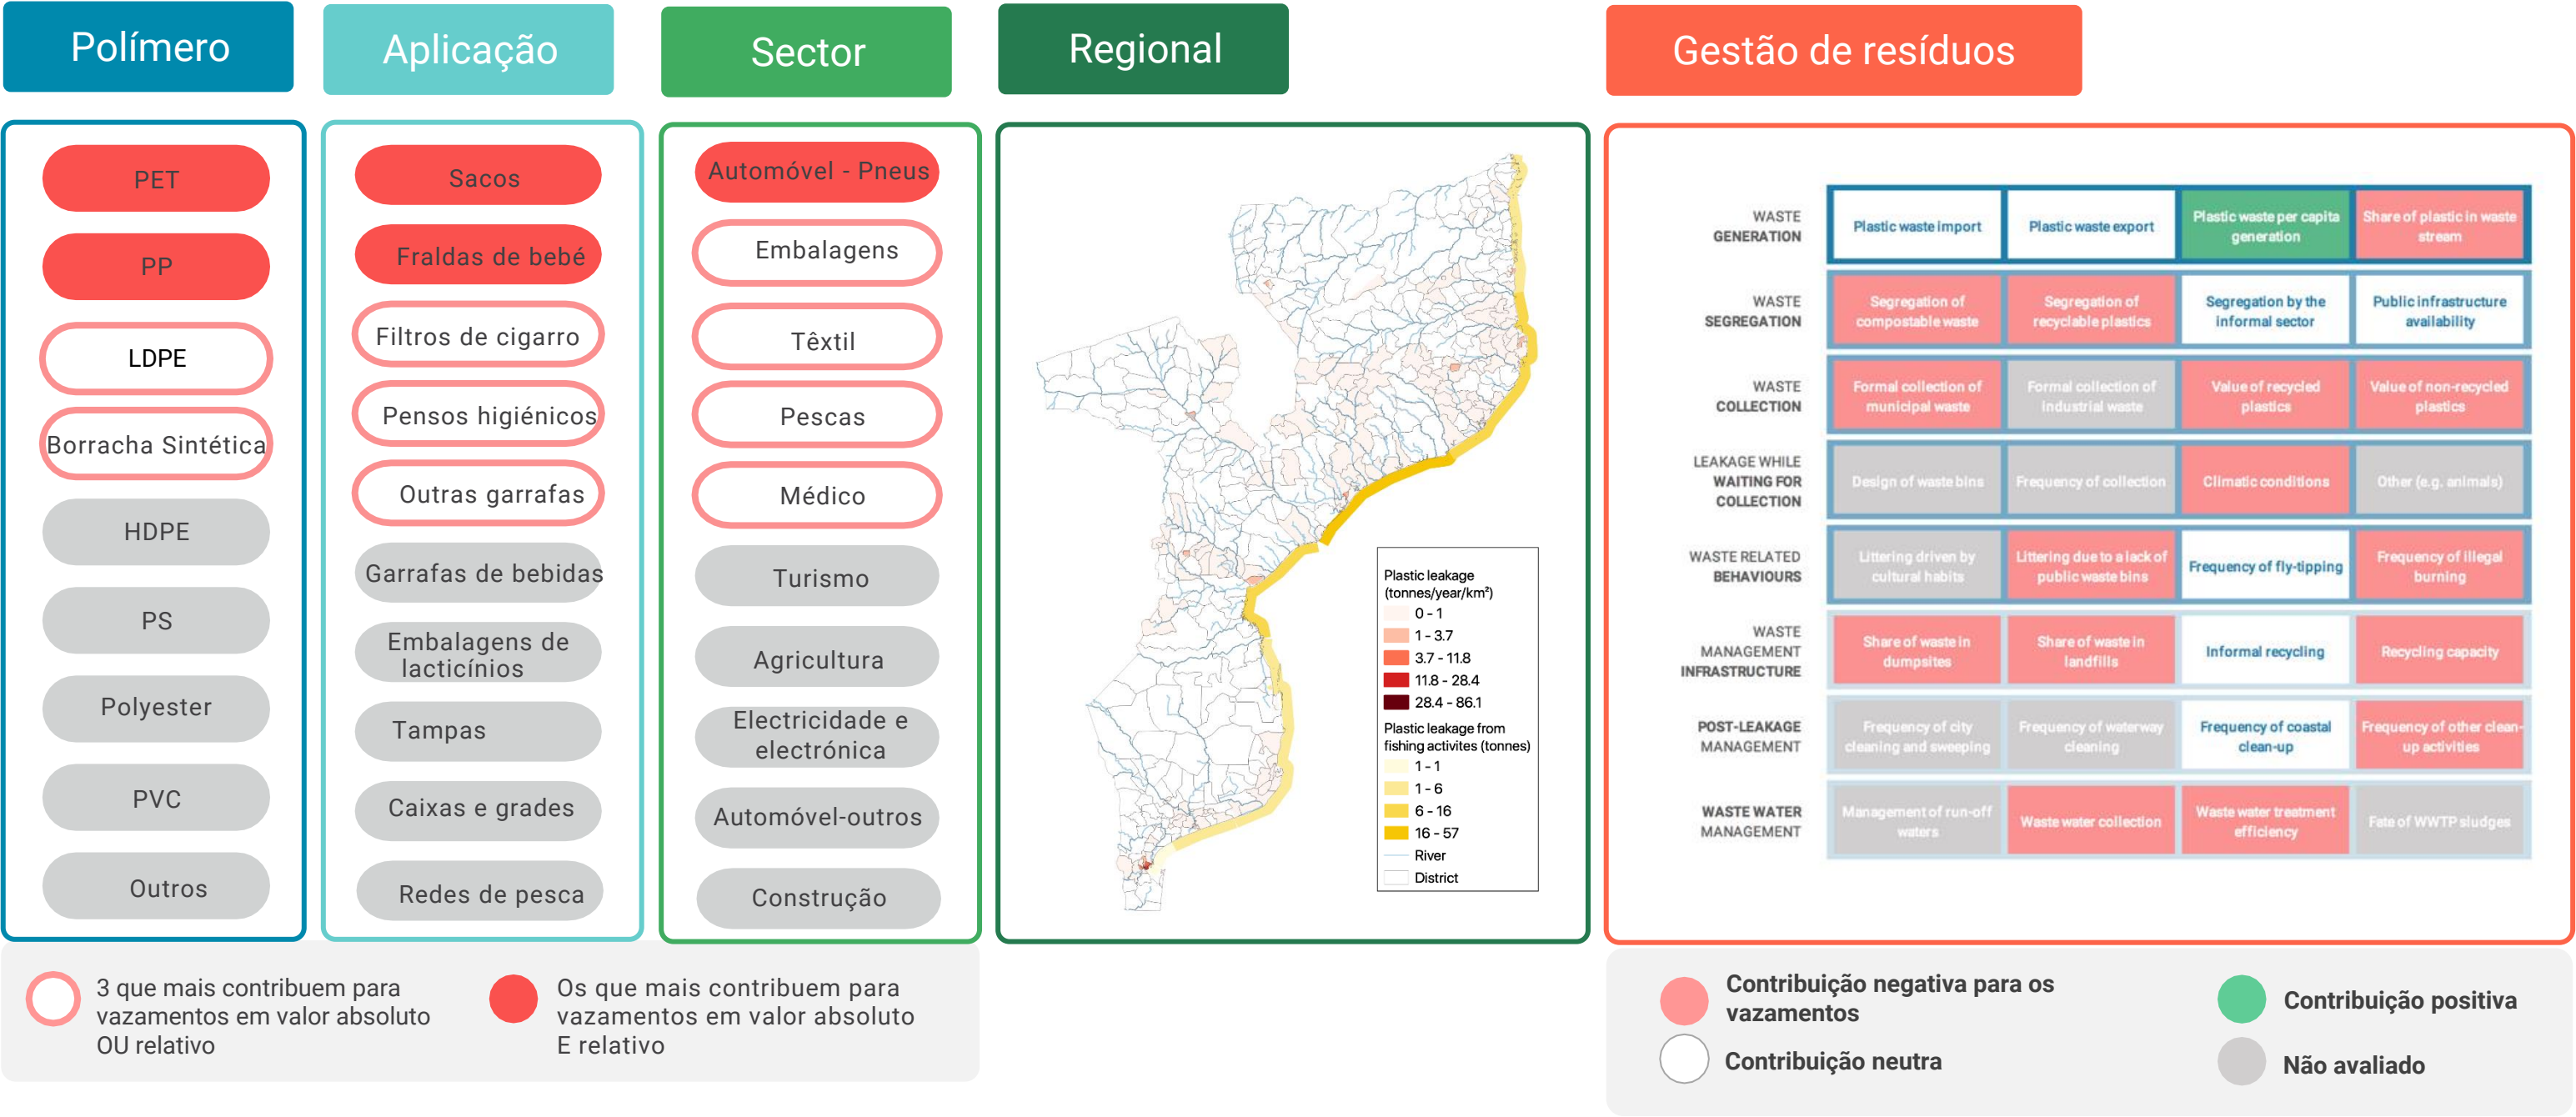 Polímero
Aplicação
Sector
Regional
Gestão de resíduos
PET
PP
LDPE
Borracha Sintética
HDPE
PS
Polyester
PVC
Outros
Sacos
Fraldas de bebé
Filtros de cigarro
Pensos higiénicos
Outras garrafas
Garrafas de bebidas
Embalagens de
lacticínios
Tampas
Caixas e grades
Redes de pesca
Automóvel - Pneus
Embalagens
Têxtil
Pescas
Médico
Turismo
Agricultura
Electricidade e
electrónica
Automóvel-outros
Construção
Plastic leakage
(tonnes/year/km²)
0 - 1
1 - 3.7
3.7 - 11.8
11.8 - 28.4
28.4 - 86.1
Plastic leakage from
fishing activites (tonnes)
1 - 1
1 - 6
6 - 16
16 - 57
River
District
WASTE
GENERATION
Plastic waste import
Plastic waste export
Plastic waste per capita
generation
Share of plastic in waste
stream
WASTE
SEGREGATION
Segregation of
compostable waste
Segregation of
recyclable plastics
Segregation by the
informal sector
Public infrastructure
availability
WASTE
COLLECTION
Formal collection of
municipal waste
Formal collection of
industrial waste
Value of recycled
plastics
Value of non-recycled
plastics
LEAKAGE WHILE
WAITING FOR
COLLECTION
Design of waste bins
Frequency of collection
Climatic conditions
Other (e.g. animals)
WASTE RELATED
BEHAVIOURS
Littering driven by
cultural habits
Littering due to a lack of
public waste bins
Frequency of fly-tipping
Frequency of illegal
burning
WASTE
MANAGEMENT
INFRASTRUCTURE
Share of waste in
dumpsites
Share of waste in
landfills
Informal recycling
Recycling capacity
POST-LEAKAGE
MANAGEMENT
Frequency of city
cleaning and sweeping
Frequency of waterway
cleaning
Frequency of coastal
clean-up
Frequency of other clean-
up activities
WASTE WATER
MANAGEMENT
Management of run-off
waters
Waste water collection
Waste water treatment
efficiency
Fate of WWTP sludges
3 que mais contribuem para
vazamentos em valor absoluto
OU relativo
Os que mais contribuem para
vazamentos em valor absoluto
E relativo
Contribuição negativa para os
vazamentos
Contribuição neutra
Contribuição positiva
Não avaliado